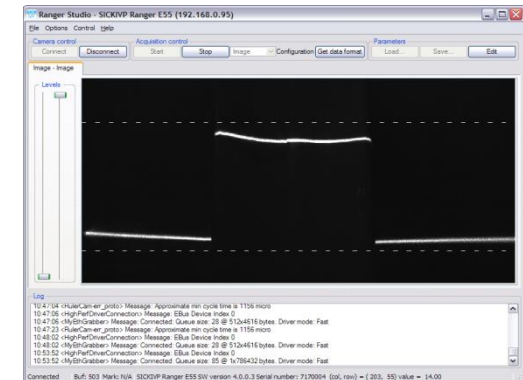 Ranger Studio - SICKIVP Ranger E55 (192.168.0.95)
File Options Control Help
Camera control Acquisition control Parameters
Connect Disconnect Start Stop Image Configuration Get data format Load... Save... Edit
Image - Image
Levels
Log
10:47:04 <RulerCam-err_proto> Message: Approximate min cycle time is 1156 micro
10:47:06 <HighPerfDriverConnection> Message: EBus Device Index 0
10:47:06 <MyEthGrabber> Message: Connected: Queue size: 28 @ 512x4616 bytes. Driver mode: Fast
10:47:23 <RulerCam-err_proto> Message: Approximate min cycle time is 1156 micro
10:48:02 <HighPerfDriverConnection> Message: EBus Device Index 0
10:48:02 <MyEthGrabber> Message: Connected: Queue size: 28 @ 512x4616 bytes. Driver mode: Fast
10:53:52 <HighPerfDriverConnection> Message: EBus Device Index 0
10:53:52 <MyEthGrabber> Message: Connected: Queue size: 85 @ 1x786432 bytes. Driver mode: Fast
Connected Buf: 503 Mark: N/A SICKIVP Ranger E55 SW version 4.0.0.3 Serial number: 7170004 (col, row) = ( 203, 55) value = 14.00